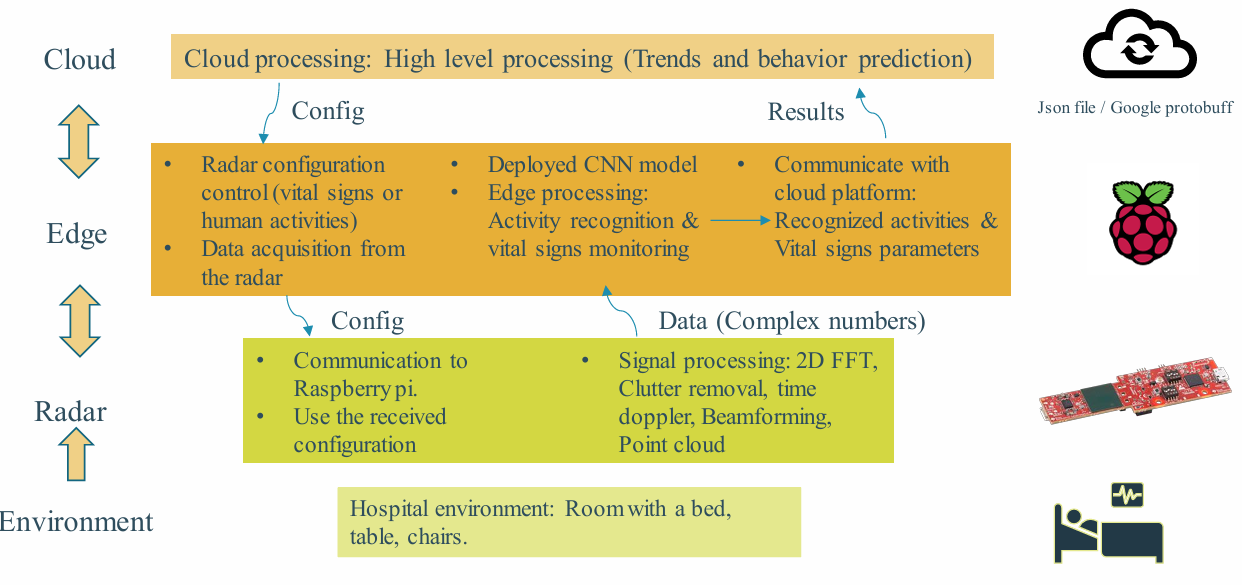 Cloud
Cloud processing: High level processing (Trends and behavior prediction)
Json file / Google protobuff
Config
Results
Edge
• Radar configuration
control (vital signs or
human activities)
• Data acquisition from
the radar
• Deployed CNN model
• Edge processing:
Activity recognition &
vital signs monitoring
• Communicate with
cloud platform:
Recognized activities &
Vital signs parameters
Config
Data (Complex numbers)
Radar
• Communication to
Raspberry pi.
• Use the received
configuration
• Signal processing: 2D FFT,
Clutter removal, time
doppler, Beamforming,
Point cloud
Environment
Hospital environment: Room with a bed,
table, chairs.